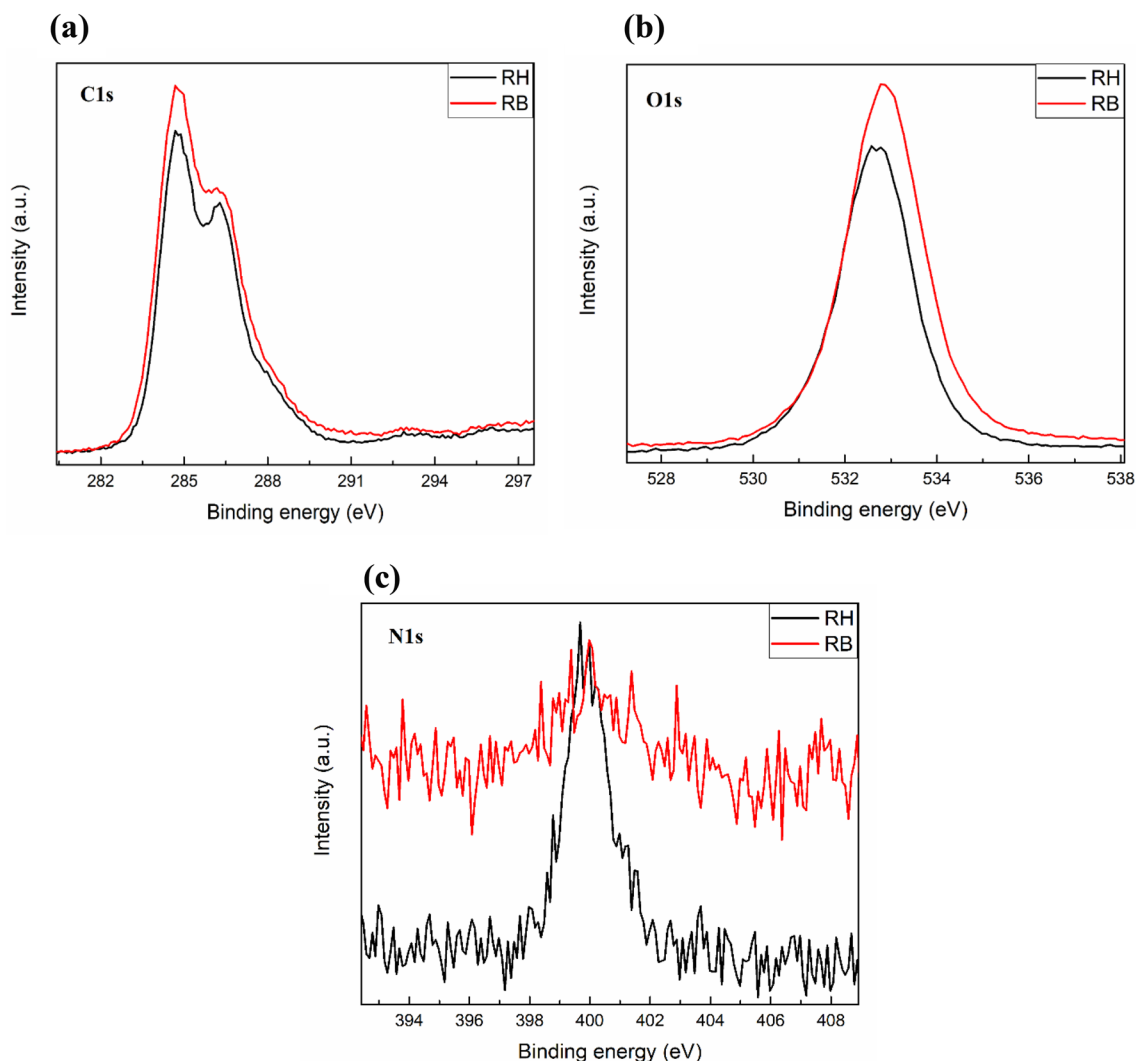 (a)
C1s
RH
RB
Intensity (a.u.)
282 285 288 291 294 297
Binding energy (eV)
(b)
O1s
RH
RB
Intensity (a.u.)
528 530 532 534 536 538
Binding energy (eV)
(c)
N1s
RH
RB
Intensity (a.u.)
394 396 398 400 402 404 406 408
Binding energy (eV)